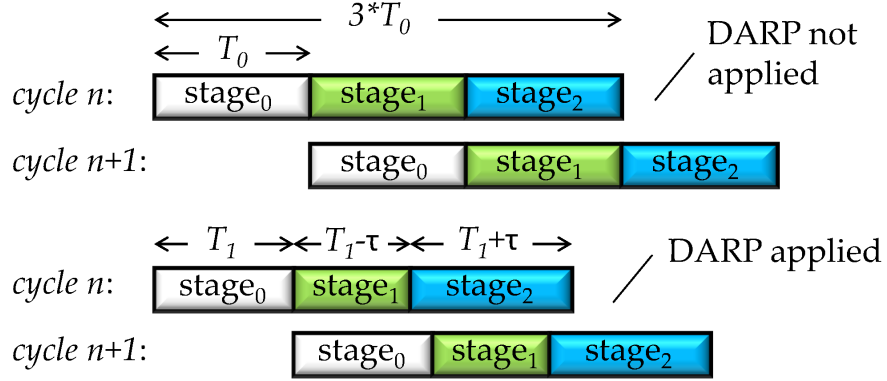 3*T₀
T₀
DARP not
applied
cycle n: stage₀ stage₁ stage₂
cycle n+1: stage₀ stage₁ stage₂
T₁ T₁-τ T₁+τ
DARP applied
cycle n: stage₀ stage₁ stage₂
cycle n+1: stage₀ stage₁ stage₂